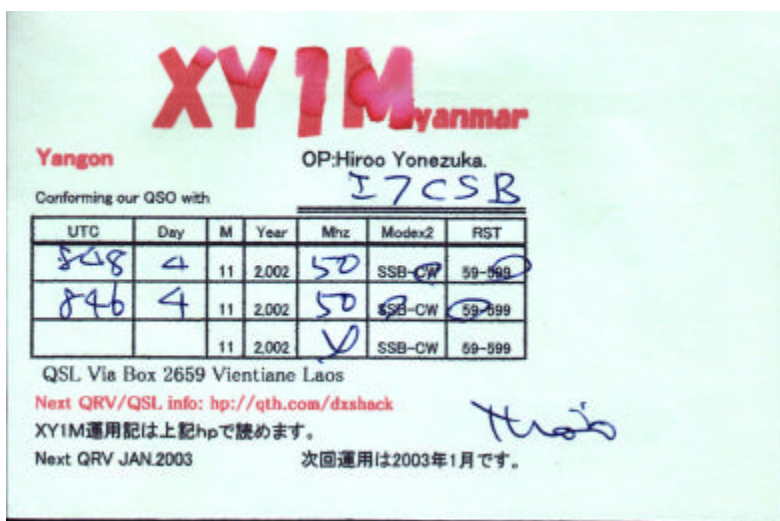 XY1Myanmar
Yangon OP:Hiroo Yonezuka.
Conforming our QSO with I7CSB
UTC Day M Year Mhz Modex2 RST
848 4 11 2,002 50 SSB-CW 59-599
846 4 11 2,002 50 SSB-CW 59-599
11 2,002 SSB-CW 59-599
QSL Via Box 2659 Vientiane Laos
Next QRV/QSL info: hp://qth.com/dxshack
XY1M運用記は上記hpで読めます。
Next QRV JAN.2003 次回運用は2003年1月です。